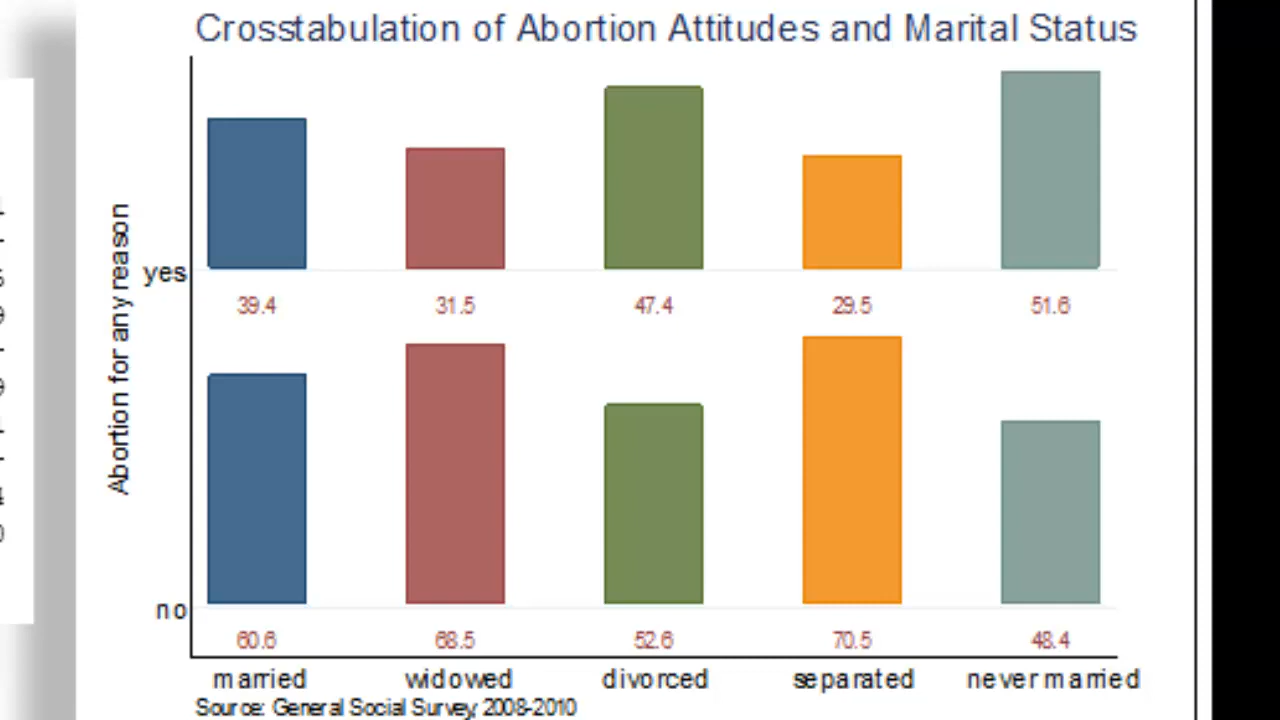 Crosstabulation of Abortion Attitudes and Marital Status
Abortion for any reason
yes
39.4 31.5 47.4 29.5 51.6
no
60.6 68.5 52.6 70.5 48.4
married widowed divorced separated never married
Source: General Social Survey, 2008-2010